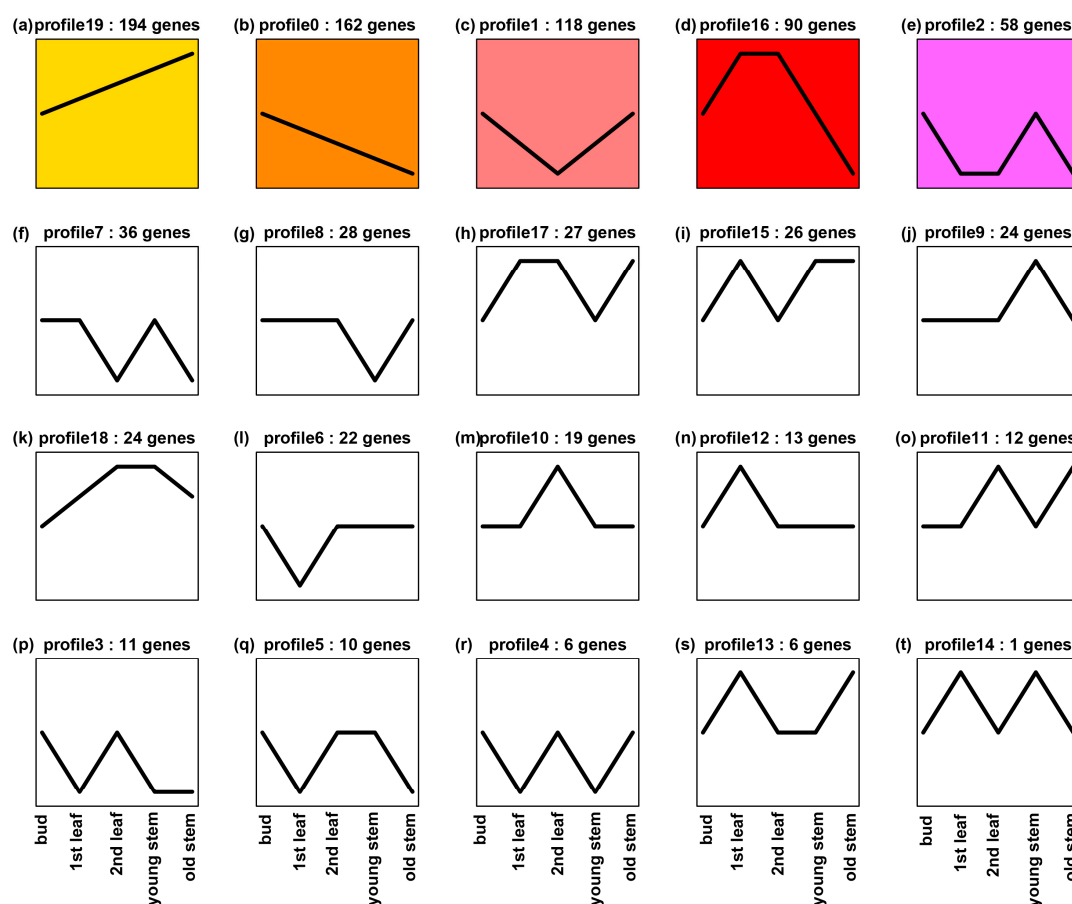 (a) profile19 : 194 genes
(b) profile0 : 162 genes
(c) profile1 : 118 genes
(d) profile16 : 90 genes
(e) profile2 : 58 genes
(f) profile7 : 36 genes
(g) profile8 : 28 genes
(h) profile17 : 27 genes
(i) profile15 : 26 genes
(j) profile9 : 24 genes
(k) profile18 : 24 genes
(l) profile6 : 22 genes
(m) profile10 : 19 genes
(n) profile12 : 13 genes
(o) profile11 : 12 genes
(p) profile3 : 11 genes
(q) profile5 : 10 genes
(r) profile4 : 6 genes
(s) profile13 : 6 genes
(t) profile14 : 1 genes
bud
1st leaf
2nd leaf
young stem
old stem
bud
1st leaf
2nd leaf
young stem
old stem
bud
1st leaf
2nd leaf
young stem
old stem
bud
1st leaf
2nd leaf
young stem
old stem
bud
1st leaf
2nd leaf
young stem
old stem